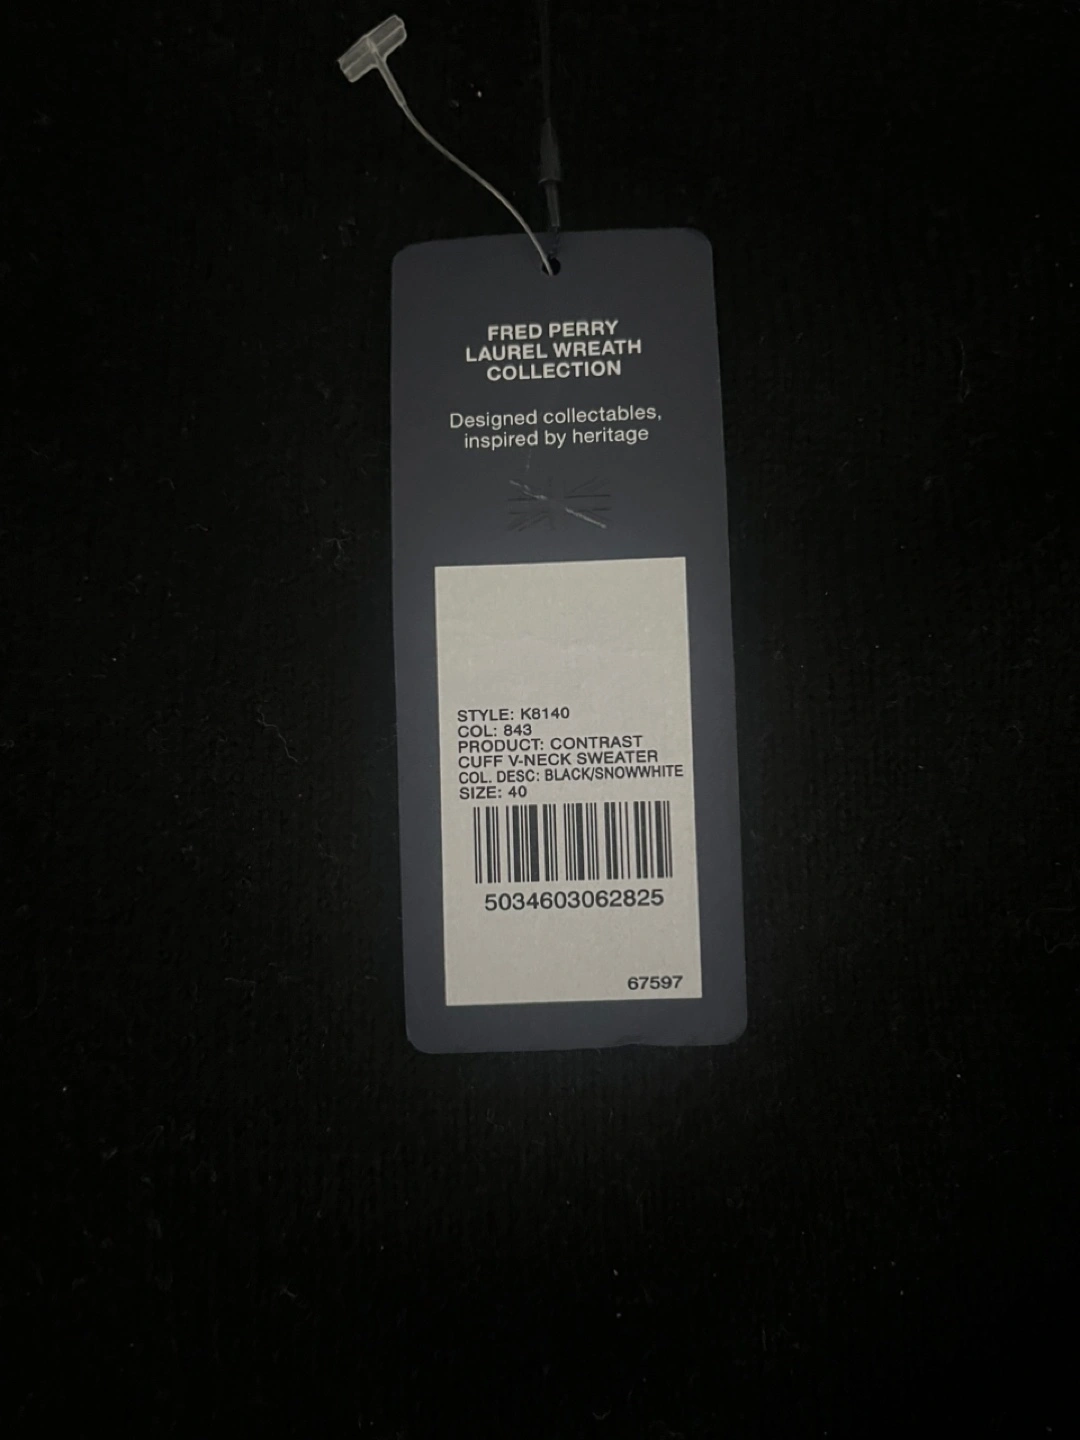 FRED PERRY
LAUREL WREATH
COLLECTION
Designed collectables,
inspired by heritage
STYLE: K8140
COL: 843
PRODUCT: CONTRAST
CUFF V-NECK SWEATER
COL. DESC: BLACK/SNOWWHITE
SIZE: 40
5034603062825
67597